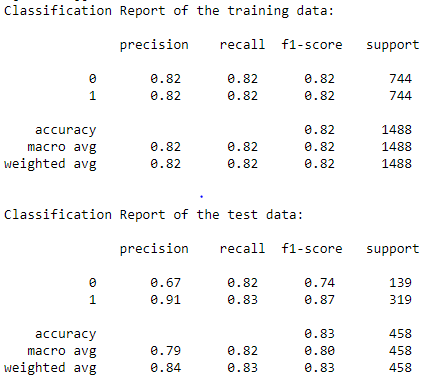 Classification Report of the training data:
precision recall f1-score support
0 0.82 0.82 0.82 744
1 0.82 0.82 0.82 744
accuracy 0.82 1488
macro avg 0.82 0.82 0.82 1488
weighted avg 0.82 0.82 0.82 1488
Classification Report of the test data:
precision recall f1-score support
0 0.67 0.82 0.74 139
1 0.91 0.83 0.87 319
accuracy 0.83 458
macro avg 0.79 0.82 0.80 458
weighted avg 0.84 0.83 0.83 458